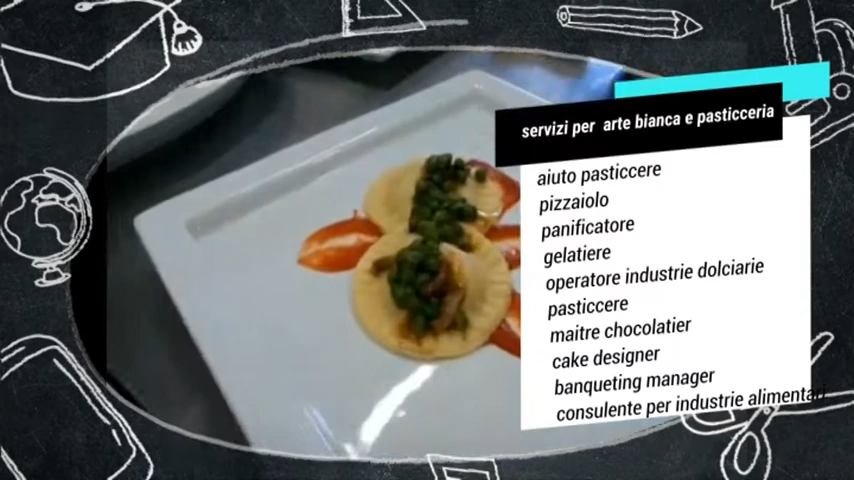 servizi per arte bianca e pasticceria
aiuto pasticcere
pizzaiolo
panificatore
gelatiere
operatore industrie dolciarie
pasticcere
maitre chocolatier
cake designer
banqueting manager
consulente per industrie alimentari